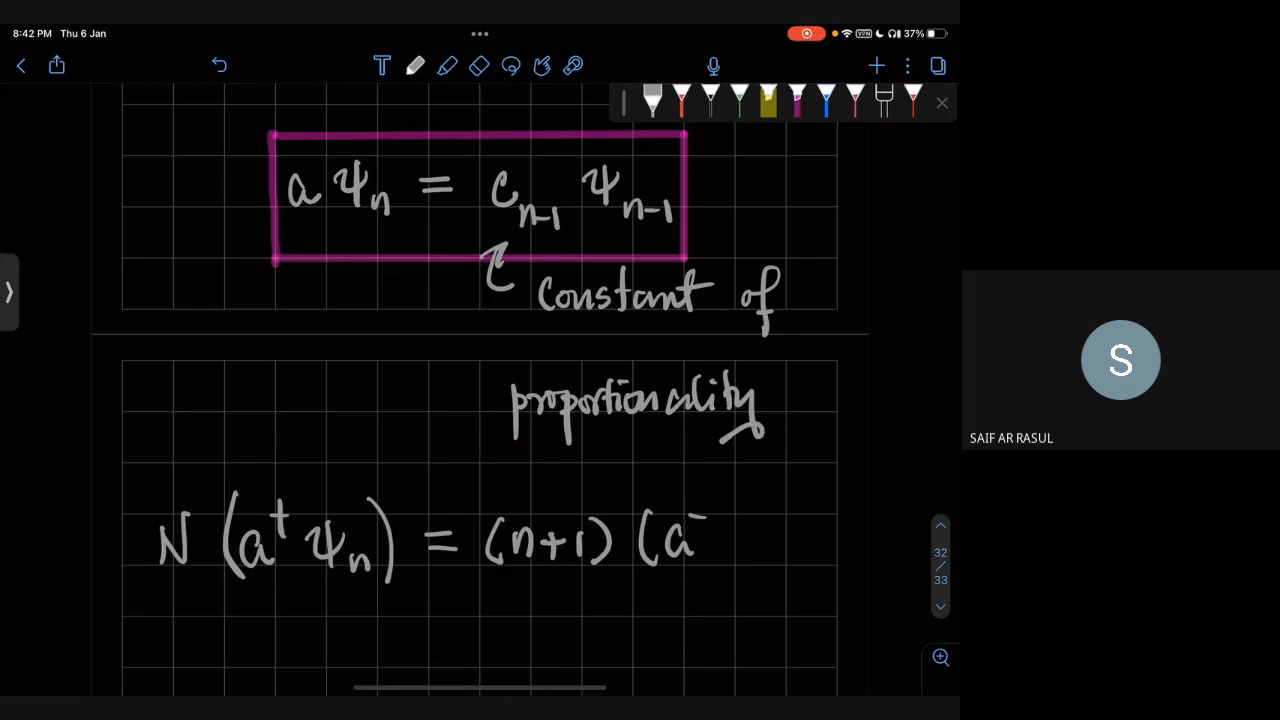 8:42 PM Thu 6 Jan
VPN 37%
T
a ψₙ = cₙ₋₁ ψₙ₋₁
Constant of
proportionality
N (a† ψₙ) = (n+1) (a⁻
32
/
33
S
SAIF AR RASUL